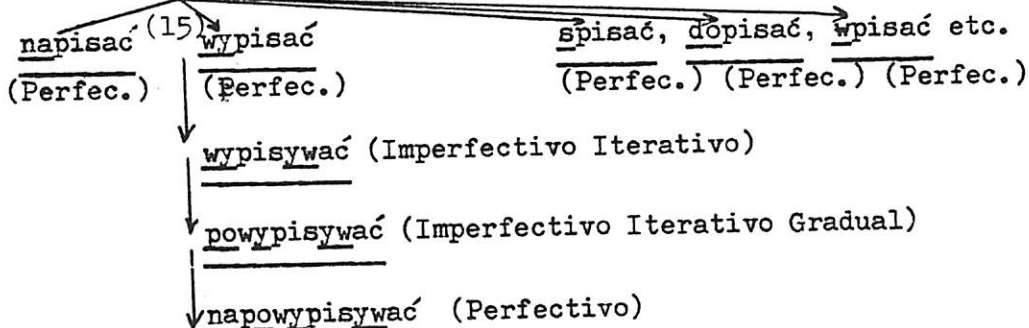 napisać (15) wypisać spisać, dopisać, wpisać etc.
(Perfec.) (Perfec.) (Perfec.) (Perfec.) (Perfec.)
wypisywać (Imperfectivo Iterativo)
powypisywać (Imperfectivo Iterativo Gradual)
napowypisywać (Perfectivo)